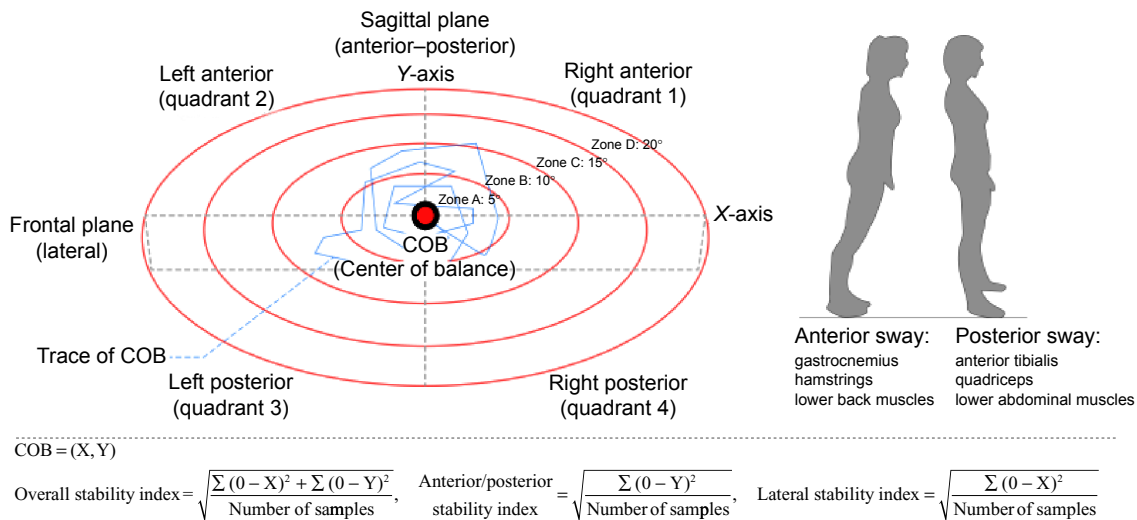 Sagittal plane
(anterior–posterior)
Y-axis
Left anterior
(quadrant 2)
Right anterior
(quadrant 1)
Zone D: 20°
Zone C: 15°
Zone B: 10°
Zone A: 5°
X-axis
Frontal plane
(lateral)
COB
(Center of balance)
Trace of COB
Left posterior
(quadrant 3)
Right posterior
(quadrant 4)
Anterior sway:
gastrocnemius
hamstrings
lower back muscles
Posterior sway:
anterior tibialis
quadriceps
lower abdominal muscles
COB = (X, Y)
Overall stability index = √((∑ (0 – X)² + ∑ (0 – Y)²) / Number of samples), Anterior/posterior stability index = √(∑ (0 – Y)² / Number of samples), Lateral stability index = √(∑ (0 – X)² / Number of samples)